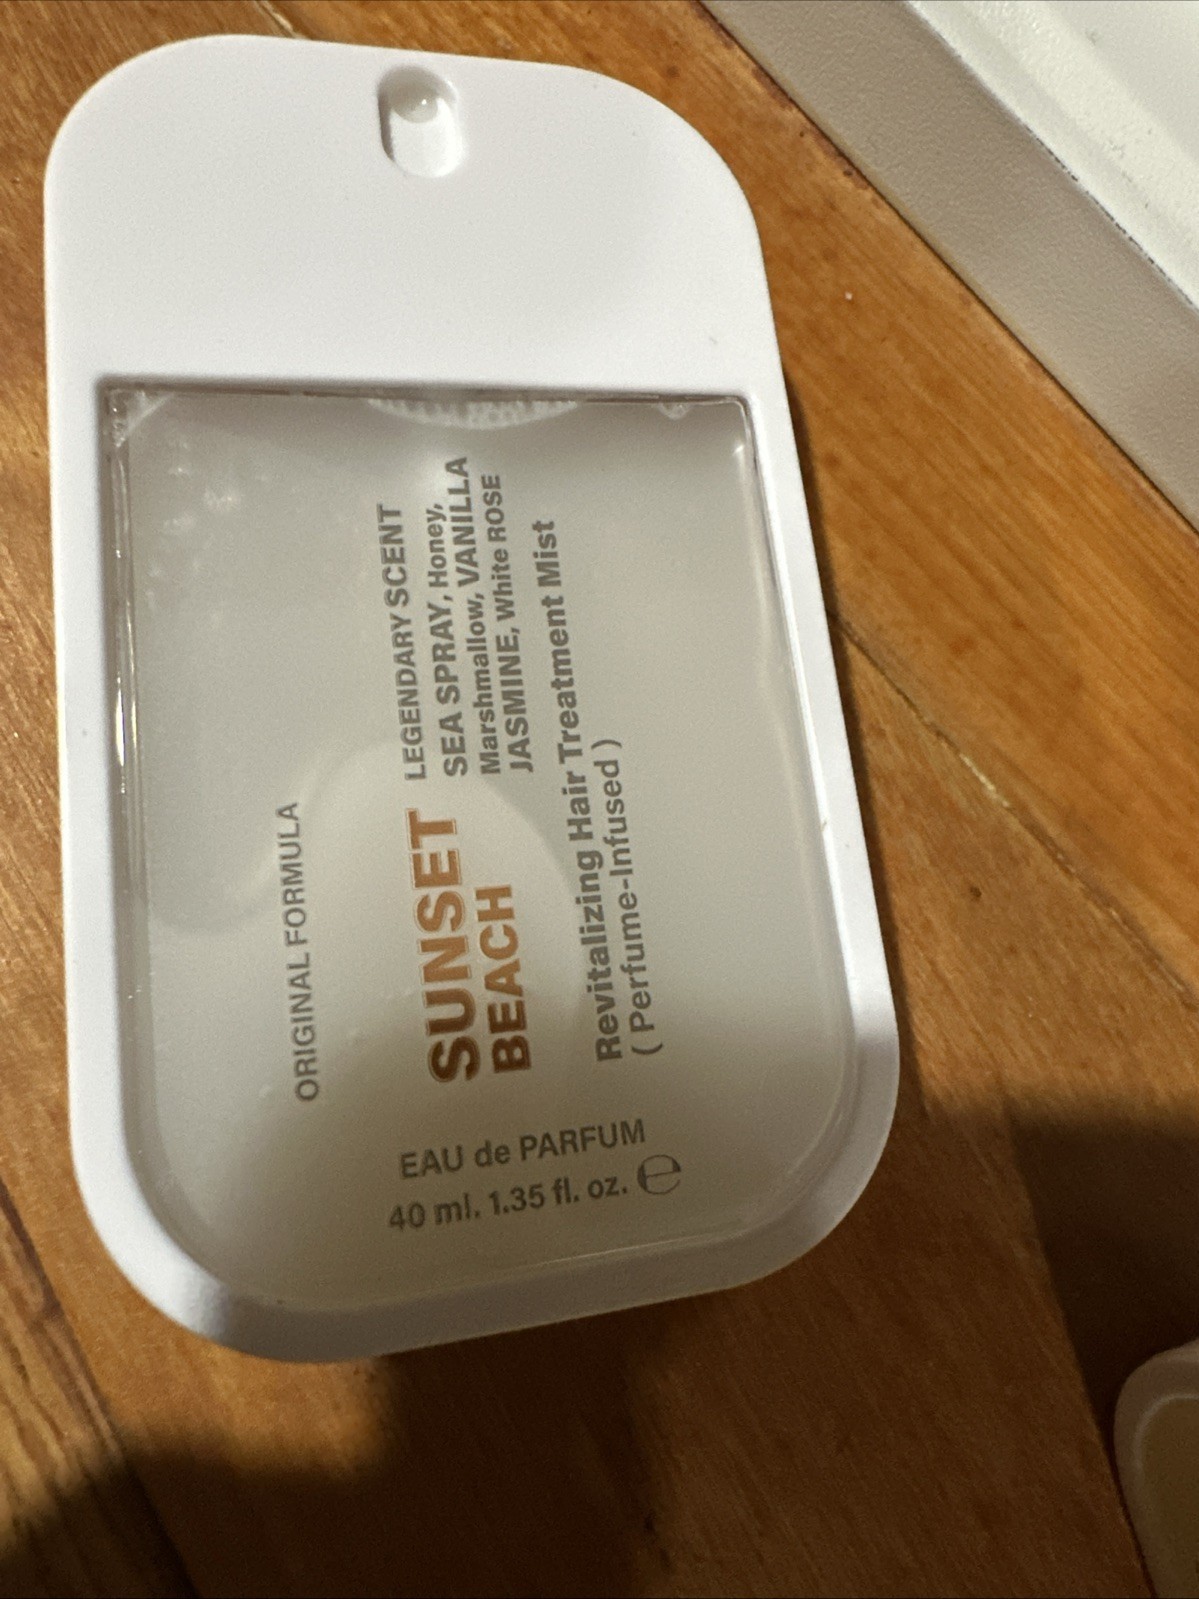 ORIGINAL FORMULA
SUNSET
BEACH
LEGENDARY SCENT
SEA SPRAY, Honey,
Marshmallow, VANILLA
JASMINE, White ROSE
Revitalizing Hair Treatment Mist
( Perfume-Infused )
EAU de PARFUM
40 ml. 1.35 fl. oz. ℮